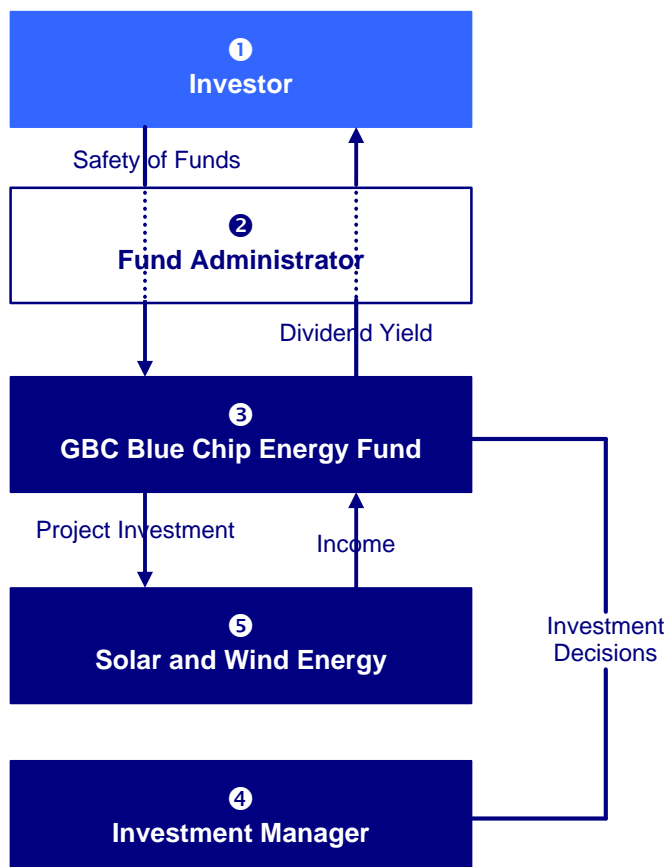 ❶
Investor
Safety of Funds
❷
Fund Administrator
Dividend Yield
❸
GBC Blue Chip Energy Fund
Project Investment
Income
❺
Solar and Wind Energy
Investment
Decisions
❹
Investment Manager